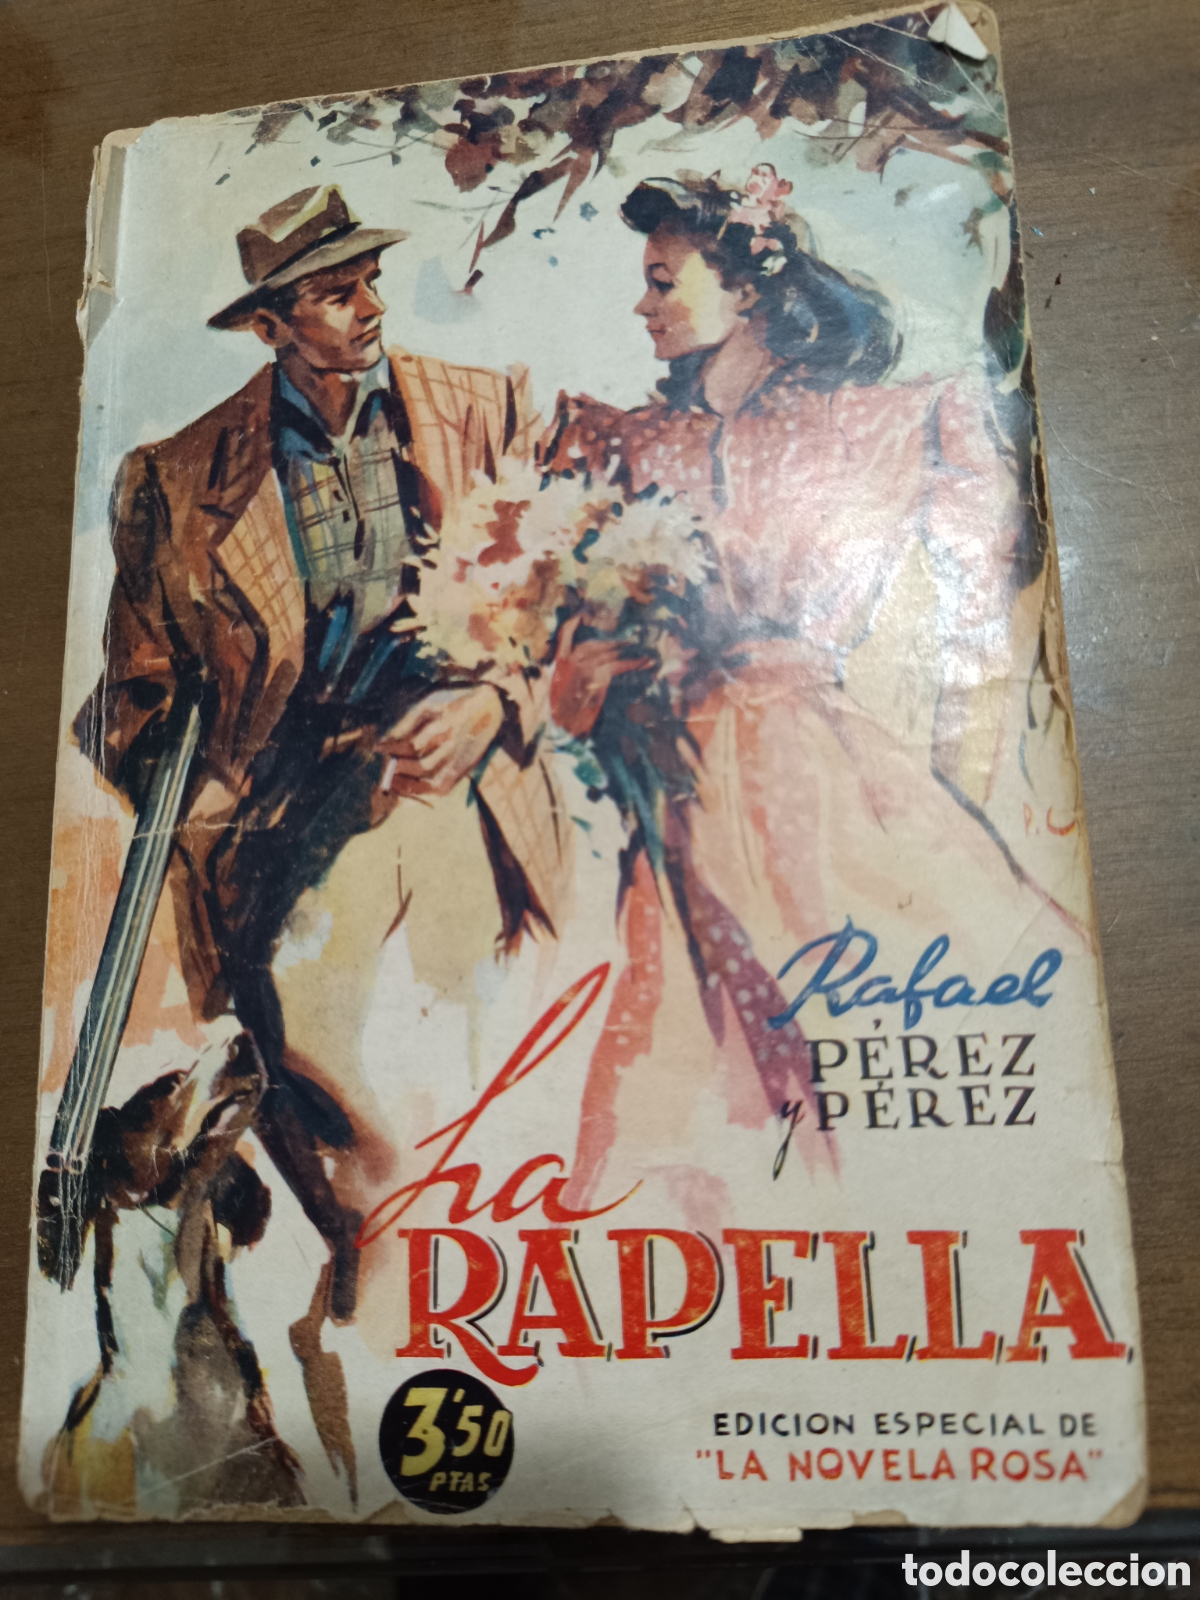 P.C
Rafael
PÉREZ
y PÉREZ
La
RAPELLA
3'50
PTAS
EDICION ESPECIAL DE
"LA NOVELA ROSA"
todocoleccion